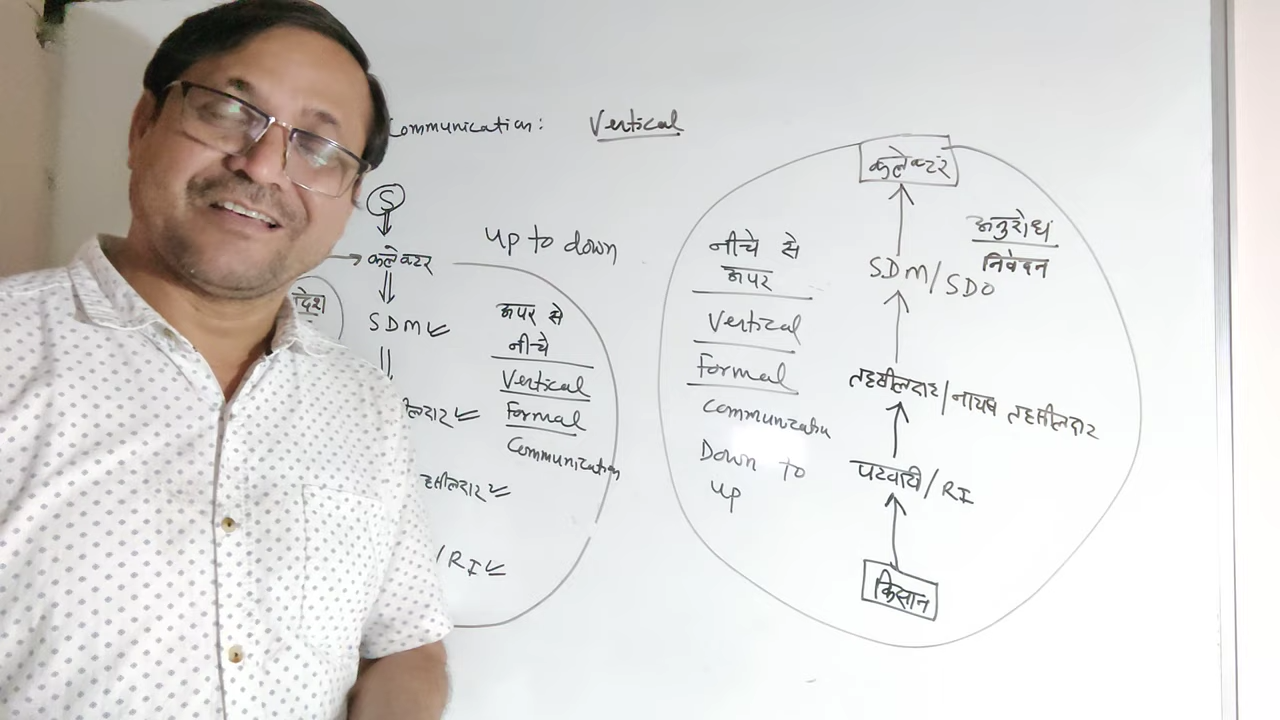 Communication: Vertical
S
कलेक्टर
SDM
RI
up to down
ऊपर से
नीचे
Vertical
Formal
Communication
नीचे से
ऊपर
Vertical
Formal
Communicatin
Down to
up
कलेक्टर
अनुरोध
निवेदन
SDM/SDO
तहसीलदार/नायब तहसीलदार
पटवारी/RI
किसान